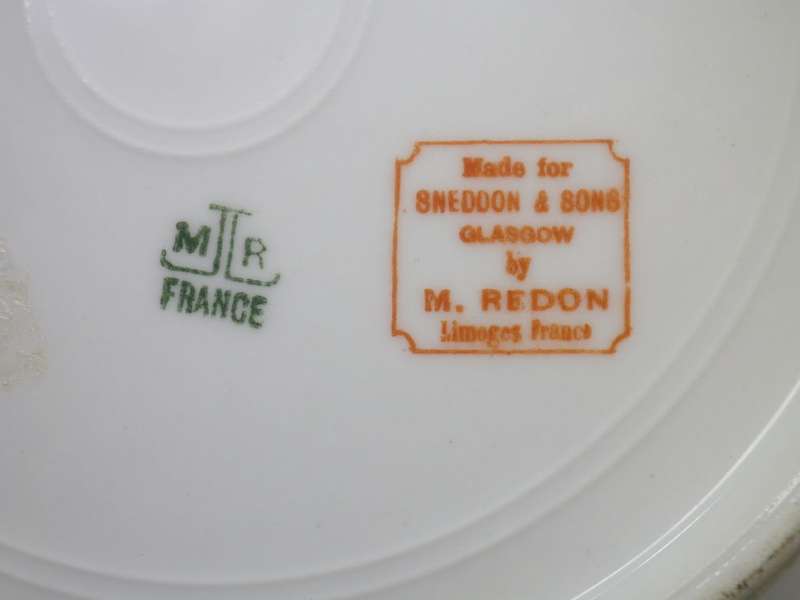 M R
FRANCE
Made for
SNEDDON & SONS
GLASGOW
by
M. REDON
Limoges France